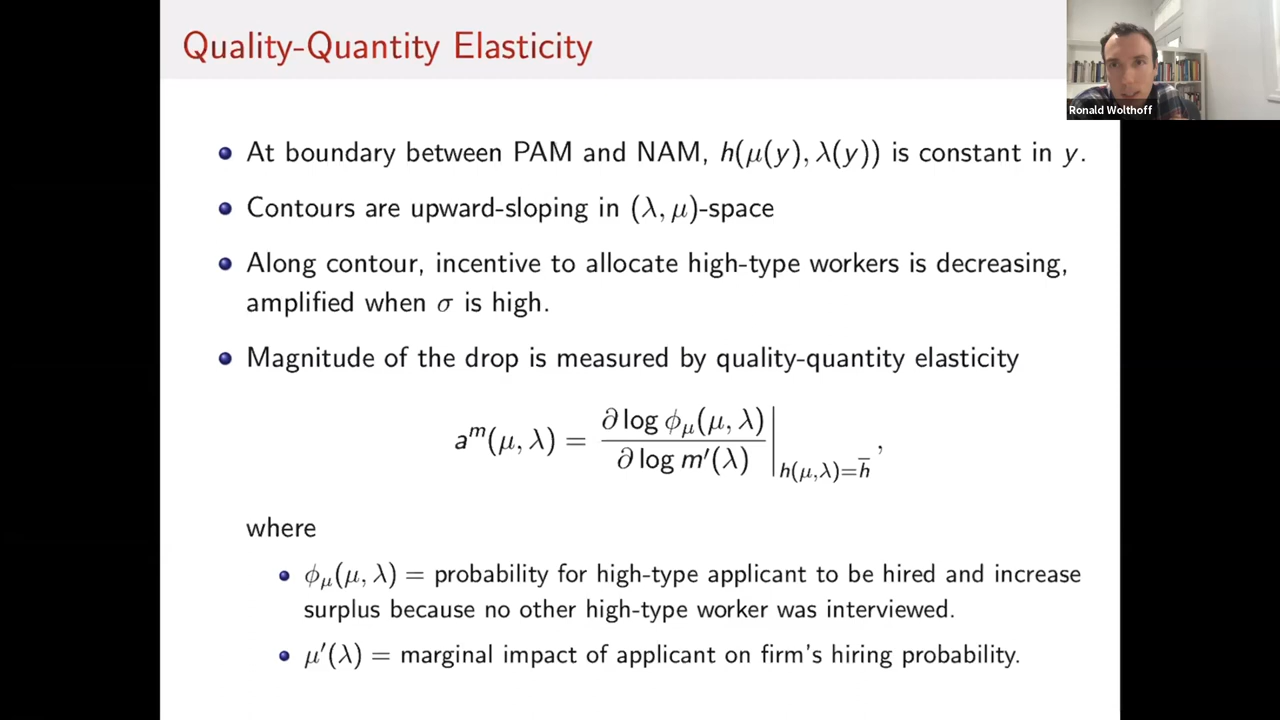 Quality-Quantity Elasticity
Ronald Wolthoff
At boundary between PAM and NAM, h(μ(y), λ(y)) is constant in y.
Contours are upward-sloping in (λ, μ)-space
Along contour, incentive to allocate high-type workers is decreasing,
amplified when σ is high.
Magnitude of the drop is measured by quality-quantity elasticity
aᵐ(μ, λ) = ∂ log ϕ_μ(μ, λ) / ∂ log m′(λ) |_{h(μ,λ)=h̄} ,
where
ϕ_μ(μ, λ) = probability for high-type applicant to be hired and increase
surplus because no other high-type worker was interviewed.
μ′(λ) = marginal impact of applicant on firm's hiring probability.